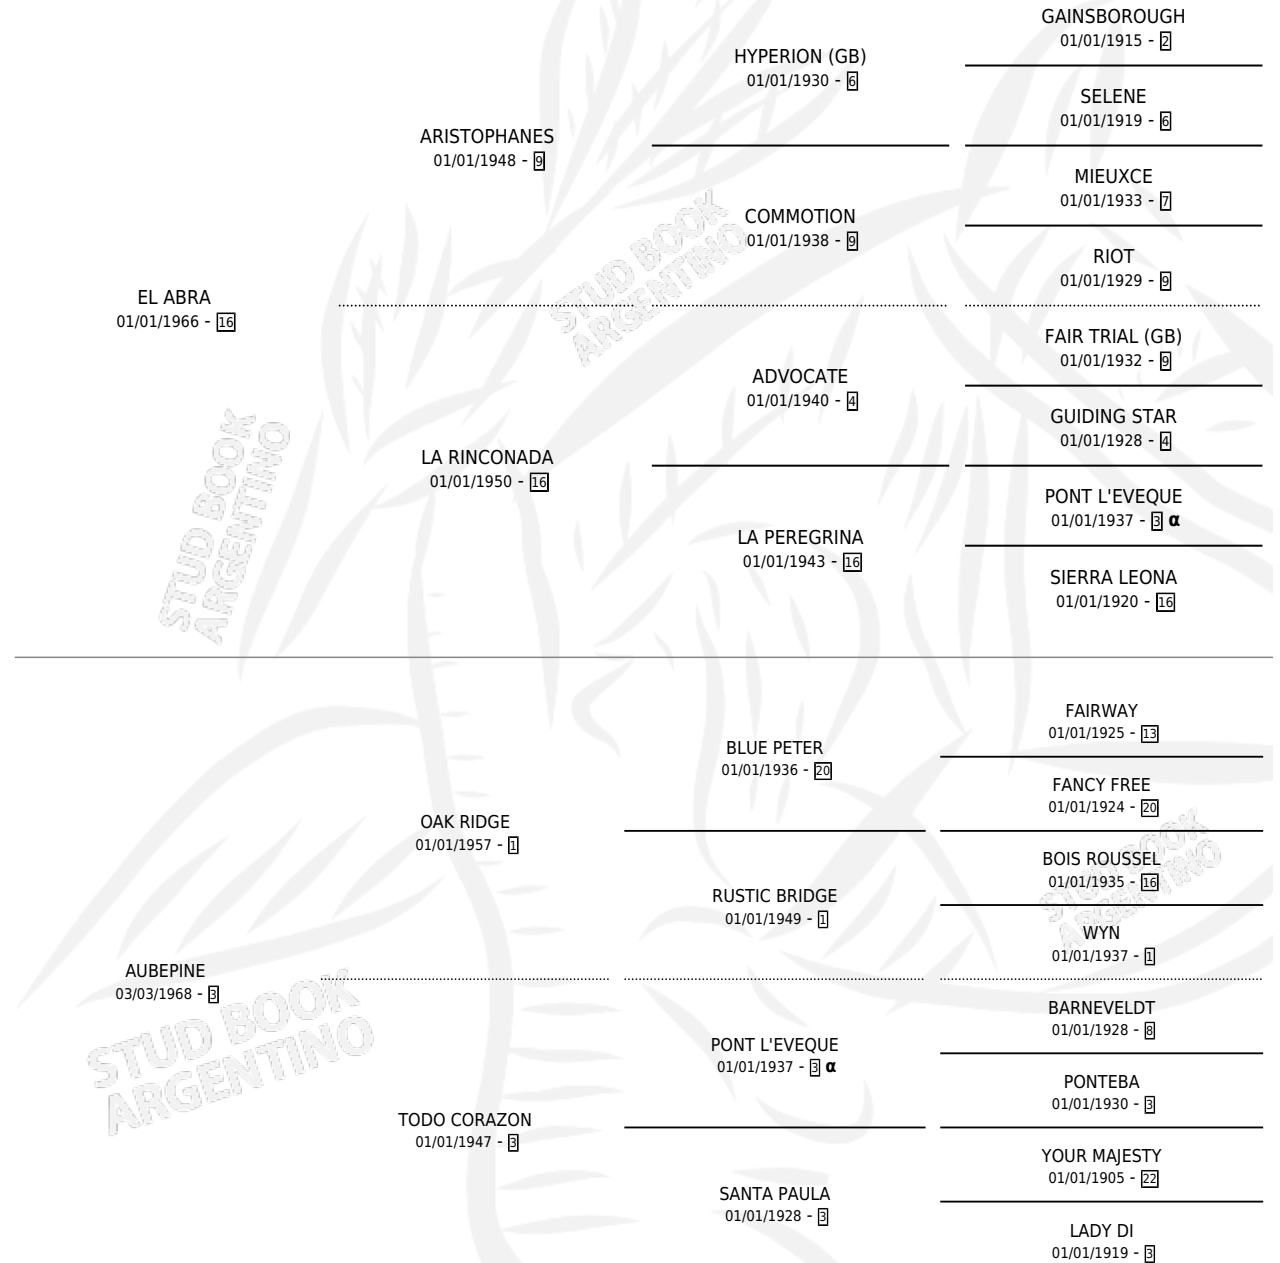 GAINSBOROUGH
01/01/1915 - 2
HYPERION (GB)
01/01/1930 - 6
SELENE
01/01/1919 - 6
ARISTOPHANES
01/01/1948 - 9
MIEUXCE
01/01/1933 - 7
COMMOTION
01/01/1938 - 9
RIOT
01/01/1929 - 9
EL ABRA
01/01/1966 - 16
FAIR TRIAL (GB)
01/01/1932 - 9
ADVOCATE
01/01/1940 - 4
GUIDING STAR
01/01/1928 - 4
LA RINCONADA
01/01/1950 - 16
PONT L'EVEQUE
01/01/1937 - 3 α
LA PEREGRINA
01/01/1943 - 16
SIERRA LEONA
01/01/1920 - 16
STUD BOOK
ARGENTINO
STUD BOOK
ARGENTINO
FAIRWAY
01/01/1925 - 13
BLUE PETER
01/01/1936 - 20
FANCY FREE
01/01/1924 - 20
OAK RIDGE
01/01/1957 - 1
BOIS ROUSSEL
01/01/1935 - 16
RUSTIC BRIDGE
01/01/1949 - 1
WYN
01/01/1937 - 1
AUBEPINE
03/03/1968 - 3
BARNEVELDT
01/01/1928 - 8
PONT L'EVEQUE
01/01/1937 - 3 α
PONTEBA
01/01/1930 - 3
TODO CORAZON
01/01/1947 - 3
YOUR MAJESTY
01/01/1905 - 22
SANTA PAULA
01/01/1928 - 3
LADY DI
01/01/1919 - 3
STUD BOOK
ARGENTINO
STUD BOOK
ARGENTINO